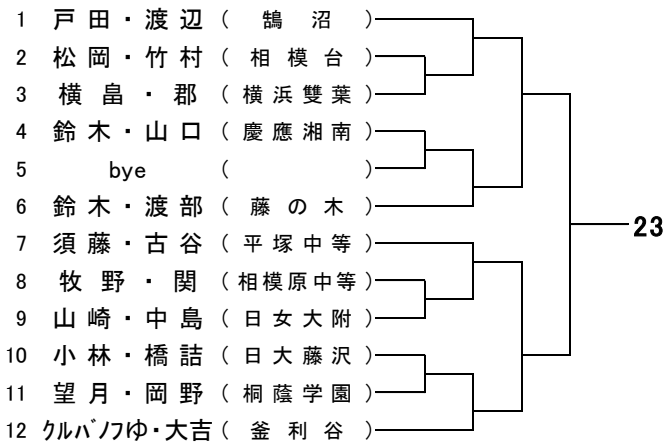 1 戸田・渡辺 ( 鵠沼 )
2 松岡・竹村 ( 相模台 )
3 横畠・郡 ( 横浜雙葉 )
4 鈴木・山口 ( 慶應湘南 )
5 bye ( )
6 鈴木・渡部 ( 藤の木 )
23
7 須藤・古谷 ( 平塚中等 )
8 牧野・関 ( 相模原中等 )
9 山崎・中島 ( 日女大附 )
10 小林・橋詰 ( 日大藤沢 )
11 望月・岡野 ( 桐蔭学園 )
12 ｸﾙﾊﾞﾉﾌゆ・大吉 ( 釜利谷 )